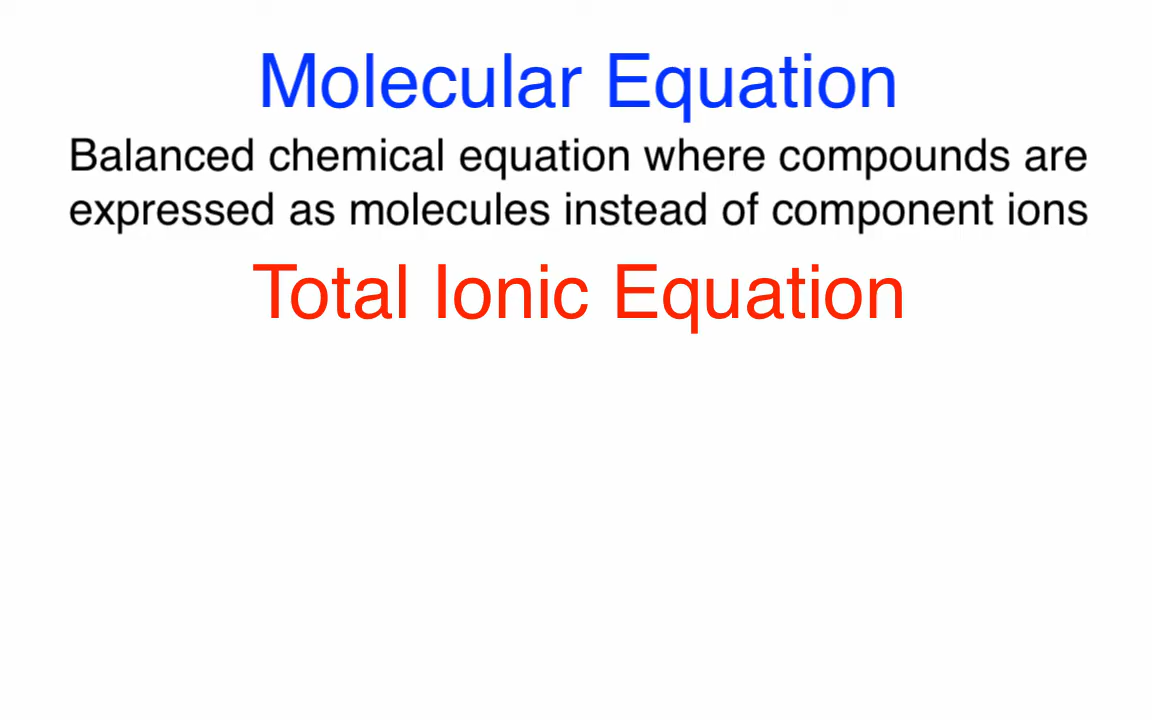 Molecular Equation
Balanced chemical equation where compounds are
expressed as molecules instead of component ions
Total Ionic Equation